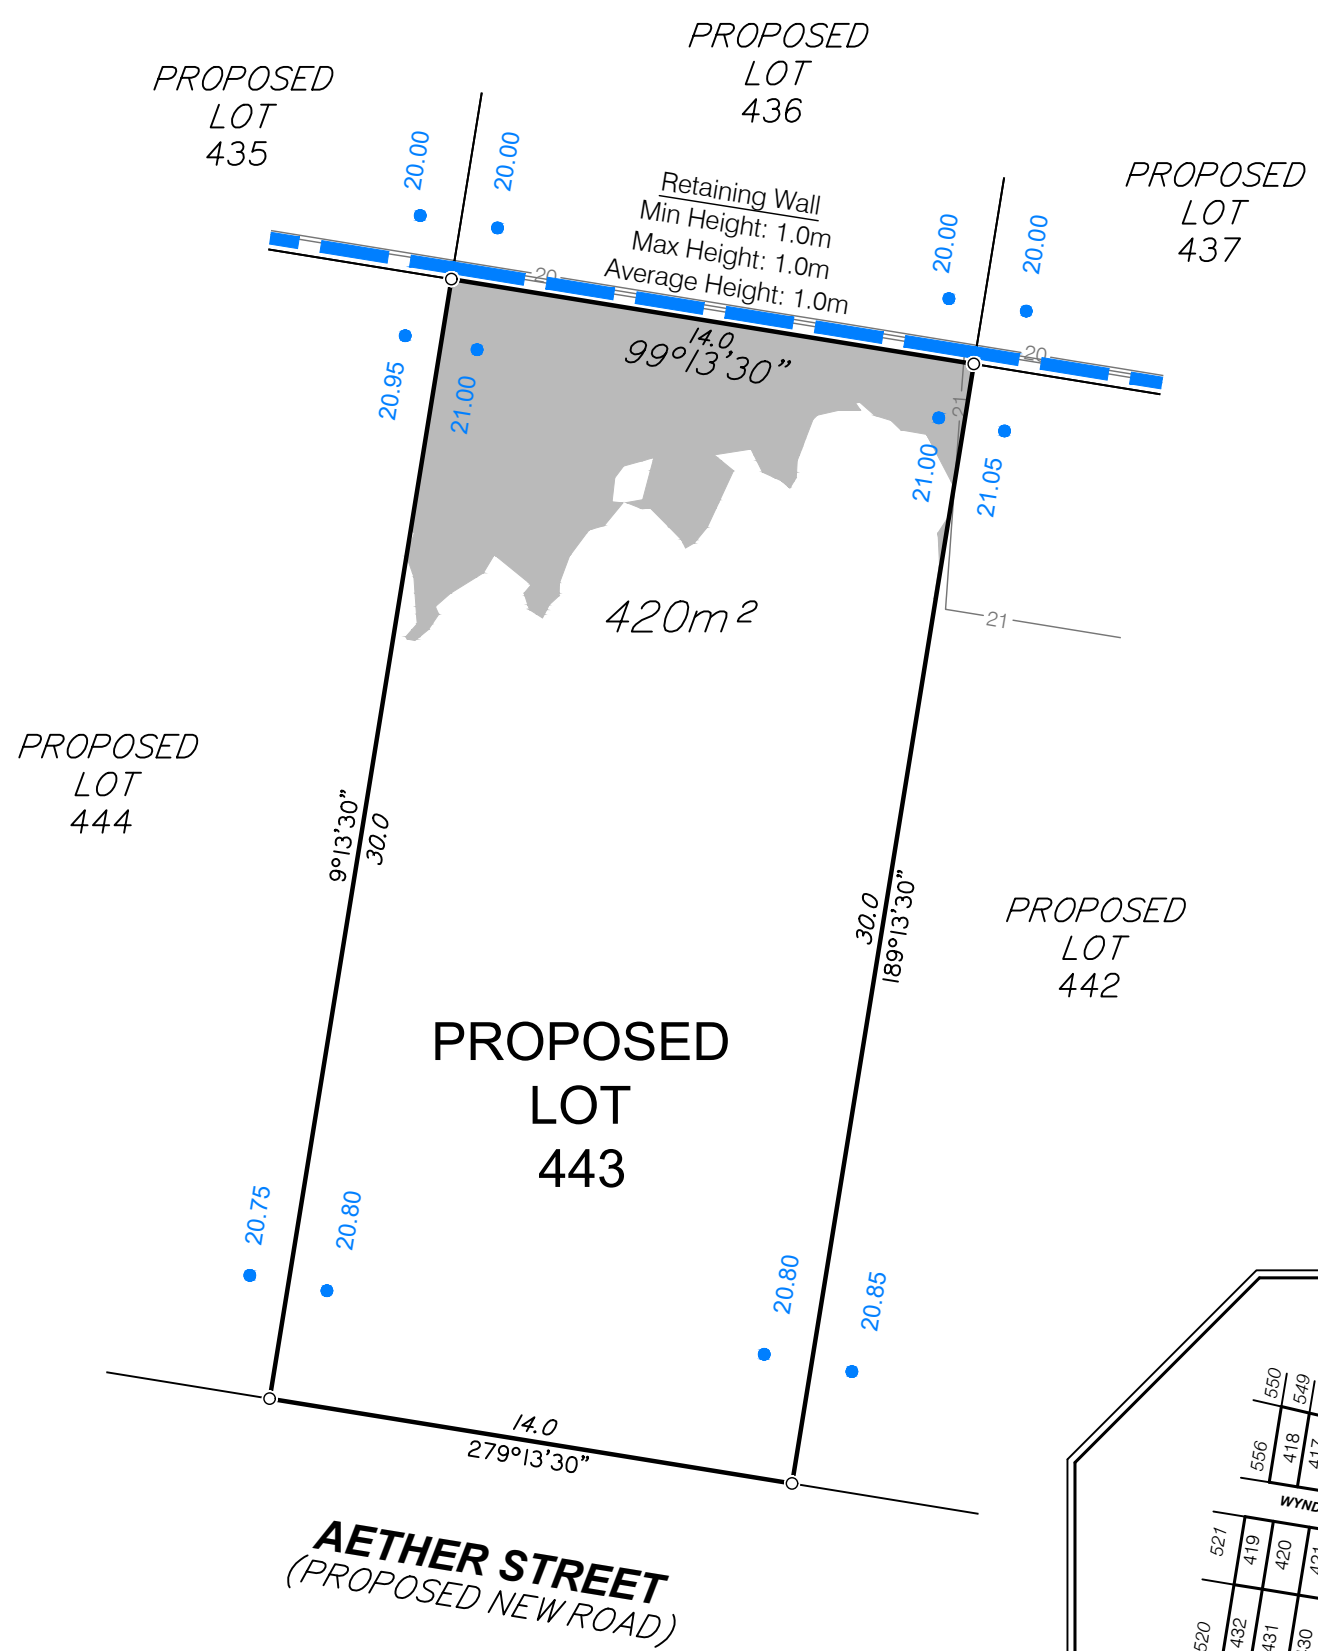 PROPOSED
LOT
435
PROPOSED
LOT
436
PROPOSED
LOT
437
20.00
20.00
20.00
20.00
Retaining Wall
Min Height: 1.0m
Max Height: 1.0m
Average Height: 1.0m
20
20
14.0
99°13'30"
20.95
21.00
21.00
21
21.05
420m²
21
PROPOSED
LOT
444
9°13'30"
30.0
30.0
189°13'30"
PROPOSED
LOT
442
PROPOSED
LOT
443
20.75
20.80
20.80
20.85
14.0
279°13'30"
AETHER STREET
(PROPOSED NEW ROAD)
550
549
556
418
417
WYND
521
419
420
520
432
431